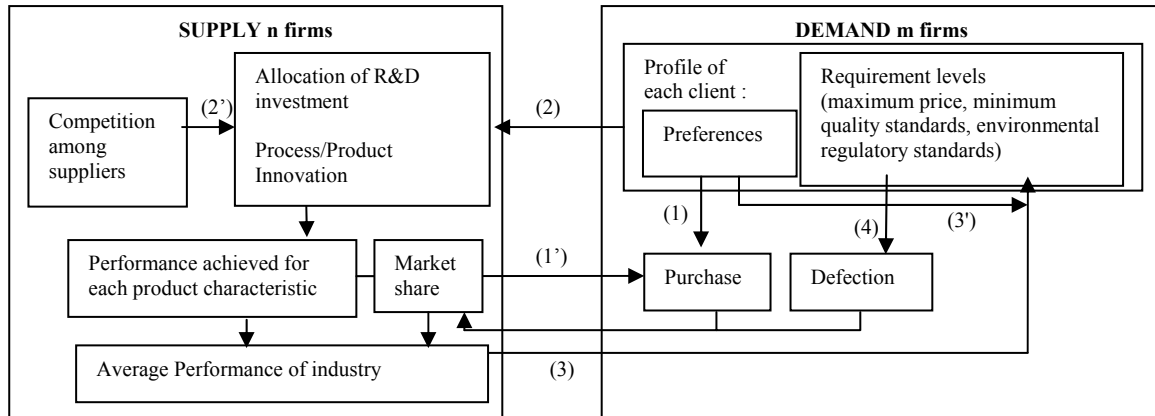 SUPPLY n firms
Allocation of R&D
investment
Process/Product
Innovation
(2’)
Competition
among
suppliers
Performance achieved for
each product characteristic
Market
share
Average Performance of industry
(2)
(1’)
(3)
DEMAND m firms
Profile of
each client :
Preferences
Requirement levels
(maximum price, minimum
quality standards, environmental
regulatory standards)
(1)
(4)
(3')
Purchase
Defection